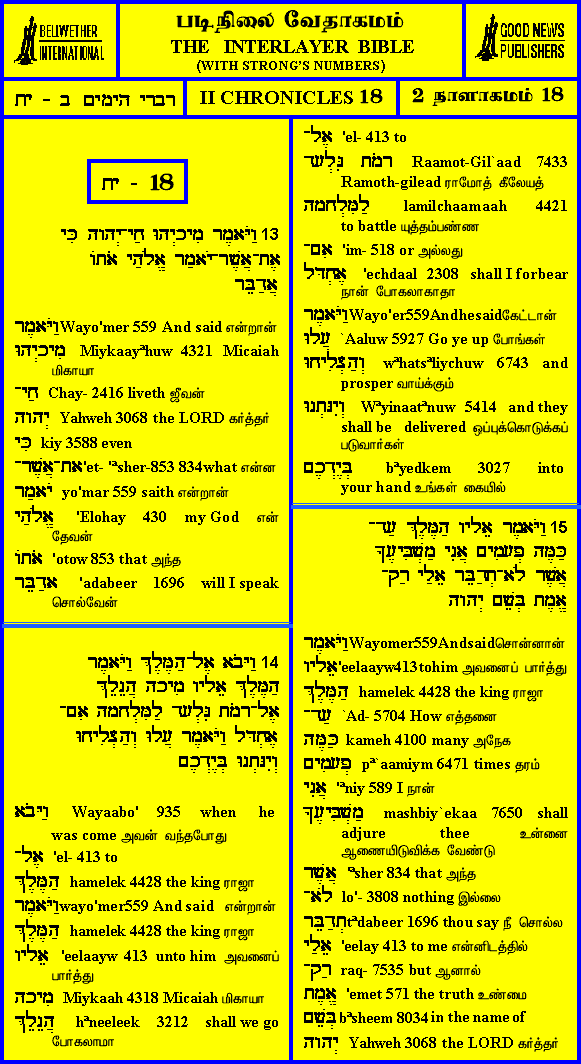 BELLWETHER
INTERNATIONAL
படிநிலை வேதாகமம்
THE INTERLAYER BIBLE
(WITH STRONG'S NUMBERS)
GOOD NEWS
PUBLISHERS
דברי הימים ב - יח
II CHRONICLES 18
2 நாளாகமம் 18
18 - יח
13 וַיֹּאמֶר מִיכָיְהוּ חַי־יְהוָה כִּי
אֶת־אֲשֶׁר־יֹּאמַר אֱלֹהַי אֹתוֹ
אֲדַבֵּר
וַיֹּאמֶר Wayo'mer 559 And said என்றான்
מִיכָיְהוּ Miykaayᵃhuw 4321 Micaiah
மிகாயா
חַי־ Chay- 2416 liveth ஜீவன்
יְהוָה Yahweh 3068 the LORD கர்த்தர்
כִּי kiy 3588 even
אֶת־אֲשֶׁר־ 'et- 'ᵃsher-853 834what என்ன
יֹּאמַר yo'mar 559 saith என்றான்
אֱלֹהַי 'Elohay 430 my God என்
தேவன்
אֹתוֹ 'otow 853 that அந்த
אֲדַבֵּר 'adabeer 1696 will I speak
சொல்வேன்
14 וַיָּבֹא אֶל־הַמֶּלֶךְ וַיֹּאמֶר
הַמֶּלֶךְ אֵלָיו מִיכָה הֲנֵלֵךְ
אֶל־רָמֹת גִּלְעָד לַמִּלְחָמָה אִם־
אֶחְדָּל וַיֹּאמֶר עֲלוּ וְהַצְלִיחוּ
וְיִנָּתְנוּ בְּיֶדְכֶם
וַיָּבֹא Wayaabo' 935 when he
was come அவன் வந்தபோது
אֶל־ 'el- 413 to
הַמֶּלֶךְ hamelek 4428 the king ராஜா
וַיֹּאמֶר wayo'mer559 And said என்றான்
הַמֶּלֶךְ hamelek 4428 the king ராஜா
אֵלָיו 'eelaayw 413 unto him அவனைப்
பார்த்து
מִיכָה Miykaah 4318 Micaiah மிகாயா
הֲנֵלֵךְ hᵃneeleek 3212 shall we go
போகலாமா
אֶל־ 'el- 413 to
רָמֹת גִּלְעָד Raamot-Gil`aad 7433
Ramoth-gilead ராமோத் கீலேயத்
לַמִּלְחָמָה lamilchaamaah 4421
to battle யுத்தம்பண்ண
אִם־ 'im- 518 or அல்லது
אֶחְדָּל 'echdaal 2308 shall I forbear
நான் போகலாகாதா
וַיֹּאמֶר Wayo'er559Andhesaidகேட்டான்
עֲלוּ `Aaluw 5927 Go ye up போங்கள்
וְהַצְלִיחוּ wᵃhatsᵃliychuw 6743 and
prosper வாய்க்கும்
וְיִנָּתְנוּ Wᵃyinaatᵃnuw 5414 and they
shall be delivered ஒப்புக்கொடுக்கப்
படுவார்கள்
בְּיֶדְכֶם bᵃyedkem 3027 into
your hand உங்கள் கையில்
15 וַיֹּאמֶר אֵלָיו הַמֶּלֶךְ עַד־
כַּמֶּה פְעָמִים אֲנִי מַשְׁבִּיעֶךָ
אֲשֶׁר לֹא־תְדַבֵּר אֵלַי רַק־
אֱמֶת בְּשֵׁם יְהוָה
וַיֹּאמֶר Wayomer559Andsaidசொன்னான்
אֵלָיו 'eelaayw413tohim அவனைப் பார்த்து
הַמֶּלֶךְ hamelek 4428 the king ராஜா
עַד־ `Ad- 5704 How எத்தனை
כַּמֶּה kameh 4100 many அநேக
פְעָמִים pᵃ`aamiym 6471 times தரம்
אֲנִי 'ᵃniy 589 I நான்
מַשְׁבִּיעֶךָ mashbiy`ekaa 7650 shall
adjure thee உன்னை
ஆணையிடுவிக்க வேண்டு
אֲשֶׁר 'ᵃsher 834 that அந்த
לֹא־ lo'- 3808 nothing இல்லை
תְדַבֵּר tᵃdabeer 1696 thou say நீ சொல்ல
אֵלַי 'eelay 413 to me என்னிடத்தில்
רַק־ raq- 7535 but ஆனால்
אֱמֶת 'emet 571 the truth உண்மை
בְּשֵׁם bᵃsheem 8034 in the name of
יְהוָה Yahweh 3068 the LORD கர்த்தர்